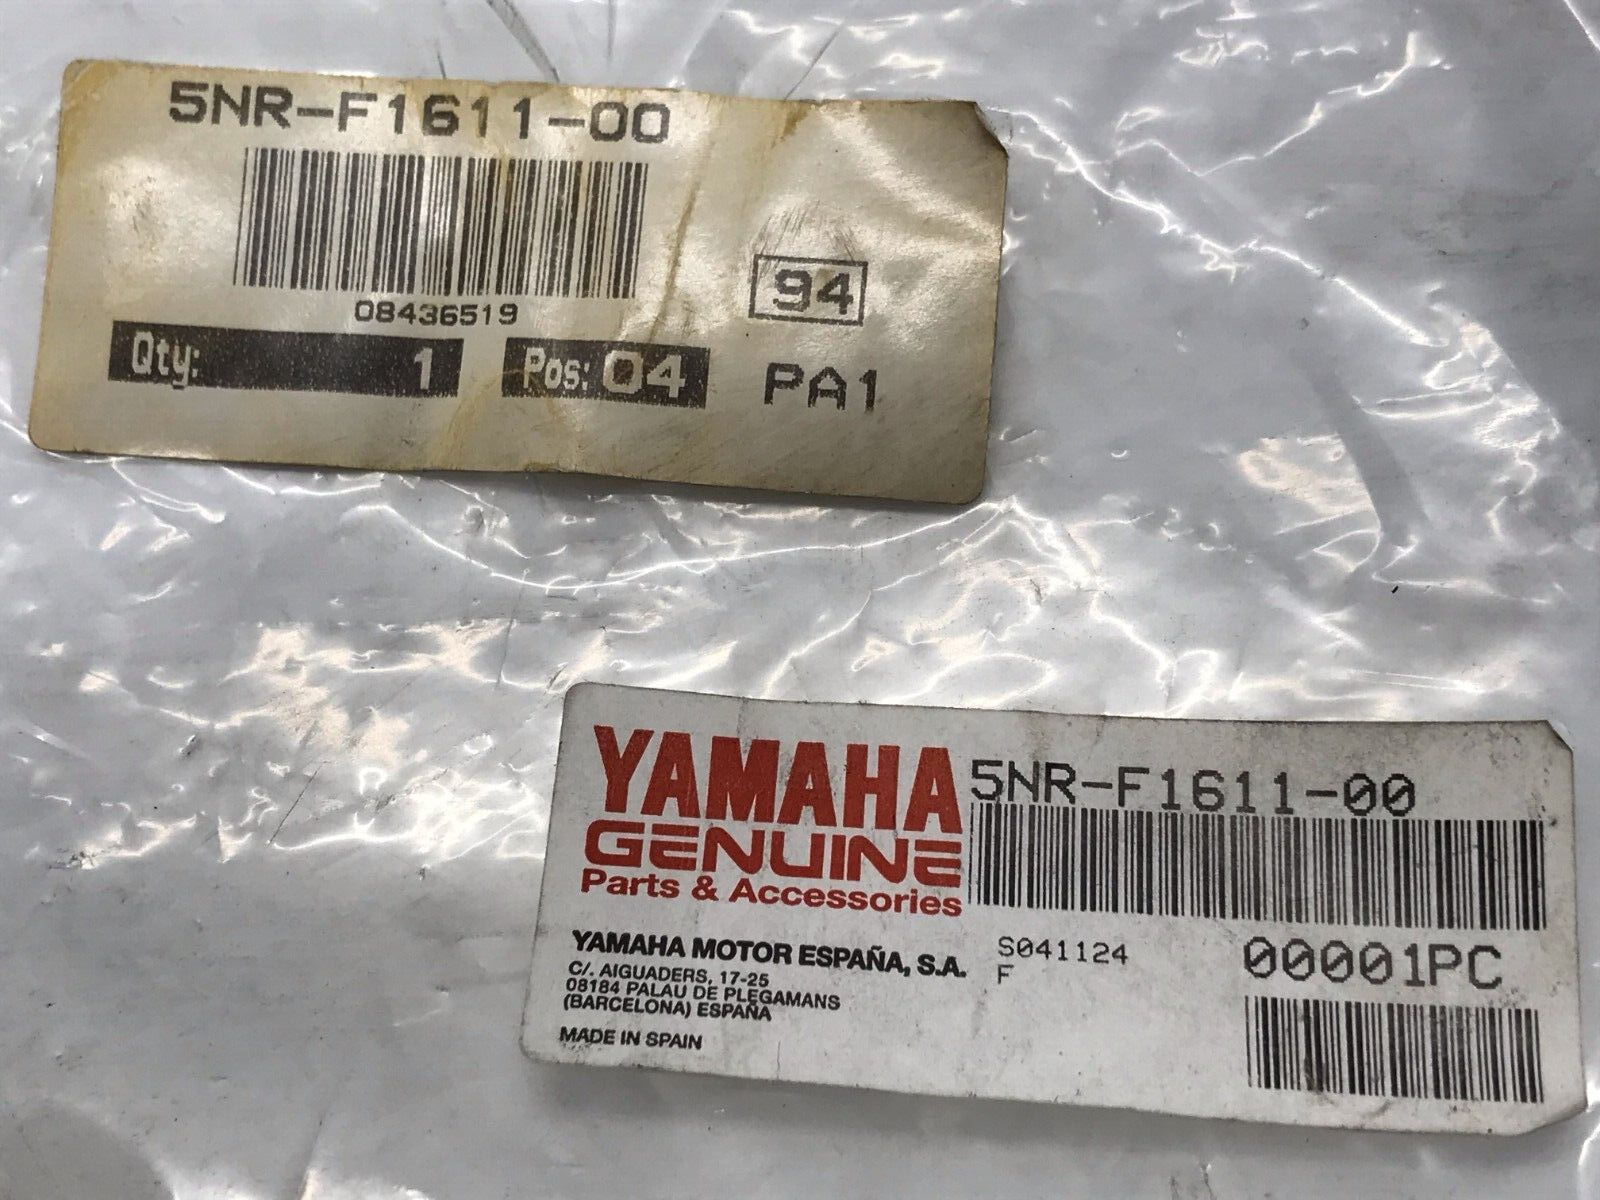 5NR-F1611-00
08436519
Qty: 1 Pos: 04
94
PA1
YAMAHA
GENUINE
Parts & Accessories
5NR-F1611-00
YAMAHA MOTOR ESPAÑA, S.A.
C/. AIGUADERS, 17-25
08184 PALAU DE PLEGAMANS
(BARCELONA) ESPAÑA
MADE IN SPAIN
S041124
F
00001PC